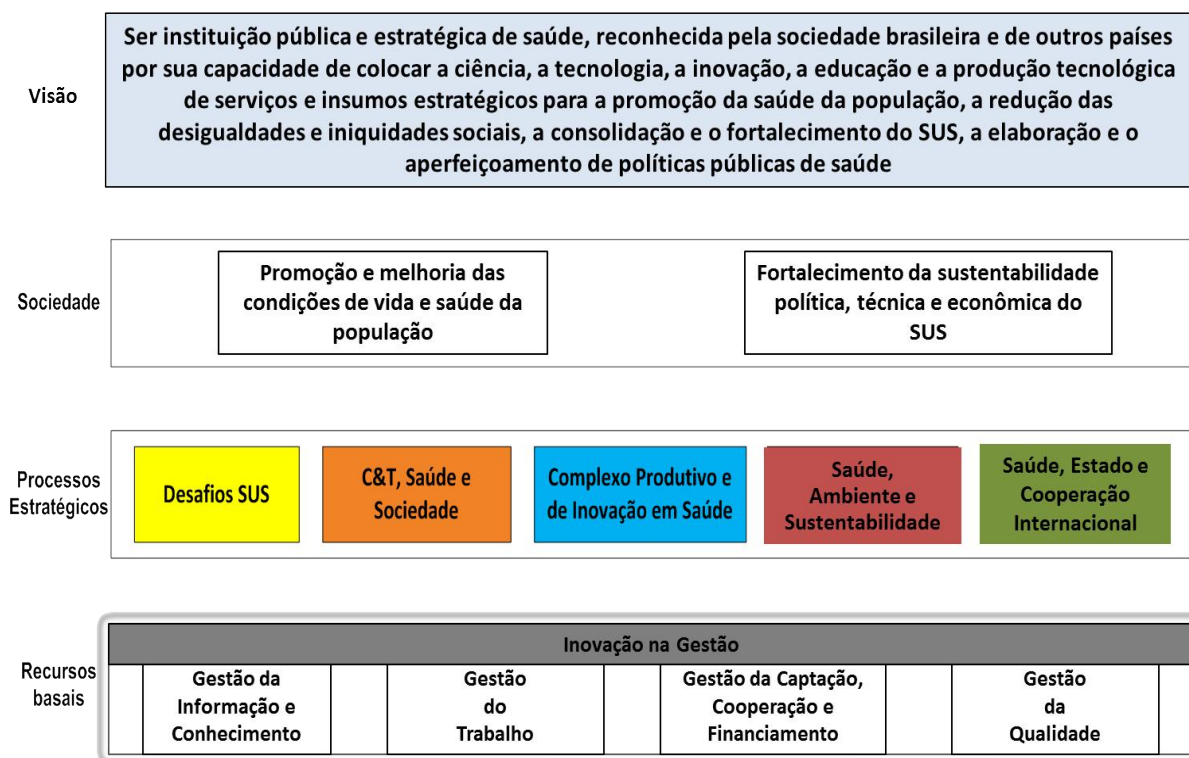 Visão
Ser instituição pública e estratégica de saúde, reconhecida pela sociedade brasileira e de outros países
por sua capacidade de colocar a ciência, a tecnologia, a inovação, a educação e a produção tecnológica
de serviços e insumos estratégicos para a promoção da saúde da população, a redução das
desigualdades e iniquidades sociais, a consolidação e o fortalecimento do SUS, a elaboração e o
aperfeiçoamento de políticas públicas de saúde
Sociedade
Promoção e melhoria das
condições de vida e saúde da
população
Fortalecimento da sustentabilidade
política, técnica e econômica do
SUS
Processos
Estratégicos
Desafios SUS
C&T, Saúde e
Sociedade
Complexo Produtivo e
de Inovação em Saúde
Saúde,
Ambiente e
Sustentabilidade
Saúde, Estado e
Cooperação
Internacional
Recursos
basais
Inovação na Gestão
Gestão da
Informação e
Conhecimento
Gestão
do
Trabalho
Gestão da Captação,
Cooperação e
Financiamento
Gestão
da
Qualidade